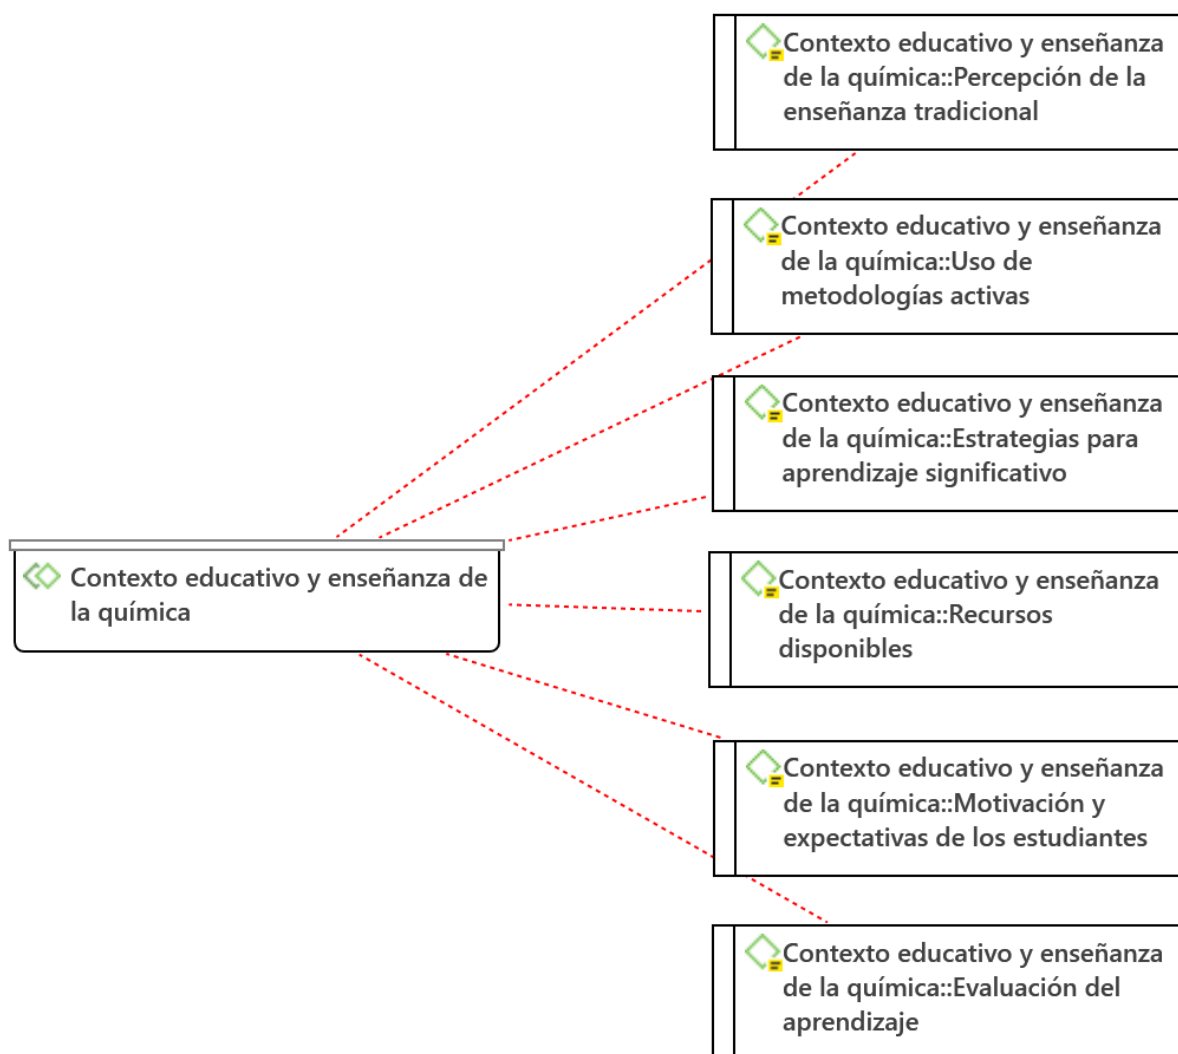 Contexto educativo y enseñanza
de la química::Percepción de la
enseñanza tradicional
Contexto educativo y enseñanza
de la química::Uso de
metodologías activas
Contexto educativo y enseñanza
de la química::Estrategias para
aprendizaje significativo
Contexto educativo y enseñanza de
la química
Contexto educativo y enseñanza
de la química::Recursos
disponibles
Contexto educativo y enseñanza
de la química::Motivación y
expectativas de los estudiantes
Contexto educativo y enseñanza
de la química::Evaluación del
aprendizaje